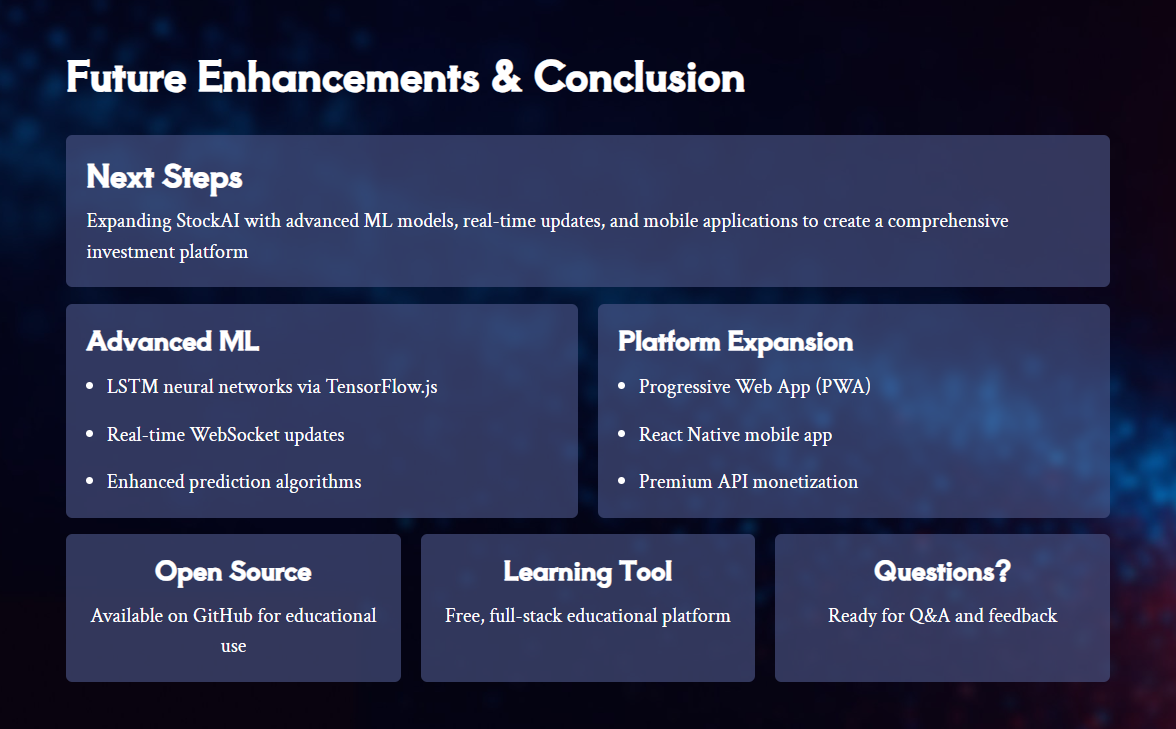 Future Enhancements & Conclusion
Next Steps
Expanding StockAI with advanced ML models, real-time updates, and mobile applications to create a comprehensive
investment platform
Advanced ML
• LSTM neural networks via TensorFlow.js
• Real-time WebSocket updates
• Enhanced prediction algorithms
Platform Expansion
• Progressive Web App (PWA)
• React Native mobile app
• Premium API monetization
Open Source
Available on GitHub for educational
use
Learning Tool
Free, full-stack educational platform
Questions?
Ready for Q&A and feedback